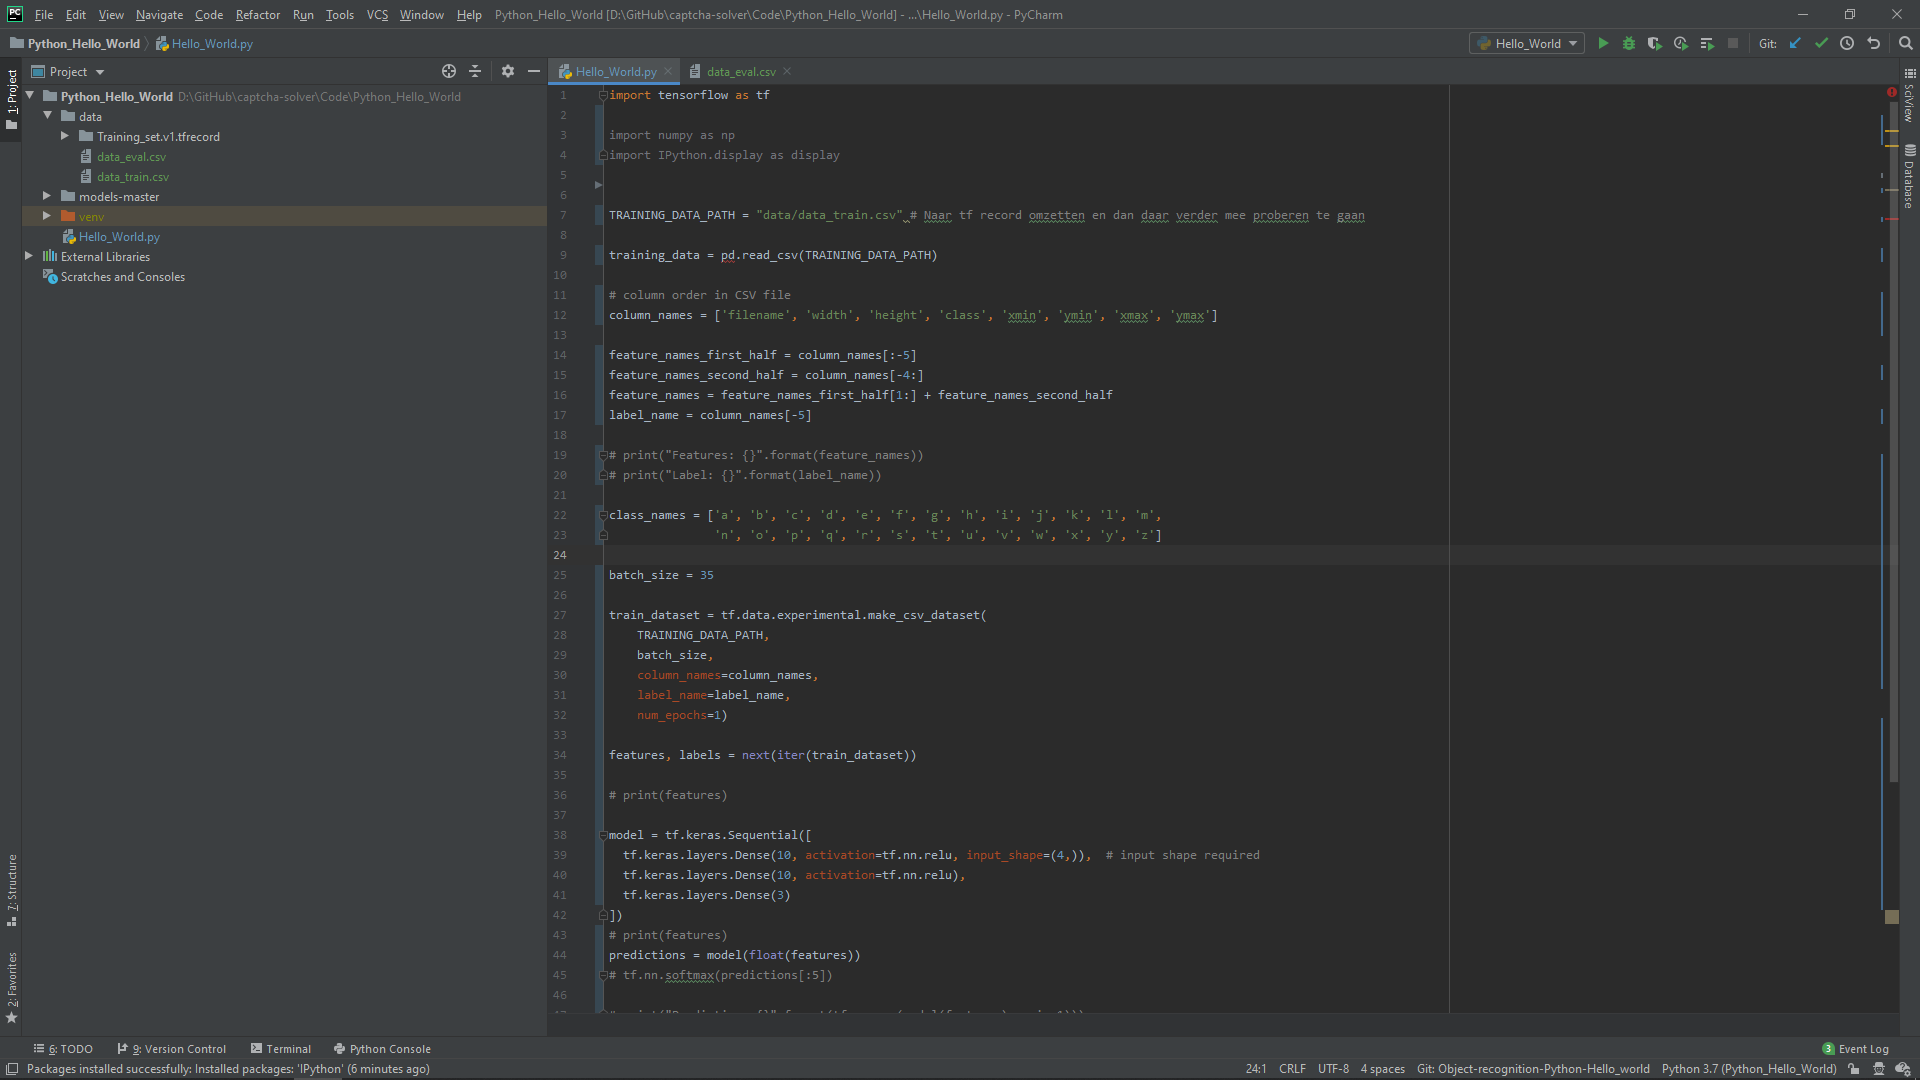 PC File Edit View Navigate Code Refactor Run Tools VCS Window Help Python_Hello_World [D:\GitHub\captcha-solver\Code\Python_Hello_World] - ...\Hello_World.py - PyCharm
Python_Hello_World Hello_World.py Hello_World Git:
Project Hello_World.py data_eval.csv
1: Project
SciView
Database
7: Structure
2: Favorites
Python_Hello_World D:\GitHub\captcha-solver\Code\Python_Hello_World
data
Training_set.v1.tfrecord
data_eval.csv
data_train.csv
models-master
venv
Hello_World.py
External Libraries
Scratches and Consoles
1 import tensorflow as tf
2
3 import numpy as np
4 import IPython.display as display
5
6
7 TRAINING_DATA_PATH = "data/data_train.csv" # Naar tf record omzetten en dan daar verder mee proberen te gaan
8
9 training_data = pd.read_csv(TRAINING_DATA_PATH)
10
11 # column order in CSV file
12 column_names = ['filename', 'width', 'height', 'class', 'xmin', 'ymin', 'xmax', 'ymax']
13
14 feature_names_first_half = column_names[:-5]
15 feature_names_second_half = column_names[-4:]
16 feature_names = feature_names_first_half[1:] + feature_names_second_half
17 label_name = column_names[-5]
18
19 # print("Features: {}".format(feature_names))
20 # print("Label: {}".format(label_name))
21
22 class_names = ['a', 'b', 'c', 'd', 'e', 'f', 'g', 'h', 'i', 'j', 'k', 'l', 'm',
23 'n', 'o', 'p', 'q', 'r', 's', 't', 'u', 'v', 'w', 'x', 'y', 'z']
24
25 batch_size = 35
26
27 train_dataset = tf.data.experimental.make_csv_dataset(
28 TRAINING_DATA_PATH,
29 batch_size,
30 column_names=column_names,
31 label_name=label_name,
32 num_epochs=1)
33
34 features, labels = next(iter(train_dataset))
35
36 # print(features)
37
38 model = tf.keras.Sequential([
39 tf.keras.layers.Dense(10, activation=tf.nn.relu, input_shape=(4,)), # input shape required
40 tf.keras.layers.Dense(10, activation=tf.nn.relu),
41 tf.keras.layers.Dense(3)
42 ])
43 # print(features)
44 predictions = model(float(features))
45 # tf.nn.softmax(predictions[:5])
46
6: TODO 9: Version Control Terminal Python Console 3 Event Log
Packages installed successfully: Installed packages: 'IPython' (6 minutes ago) 24:1 CRLF UTF-8 4 spaces Git: Object-recognition-Python-Hello_world Python 3.7 (Python_Hello_World)